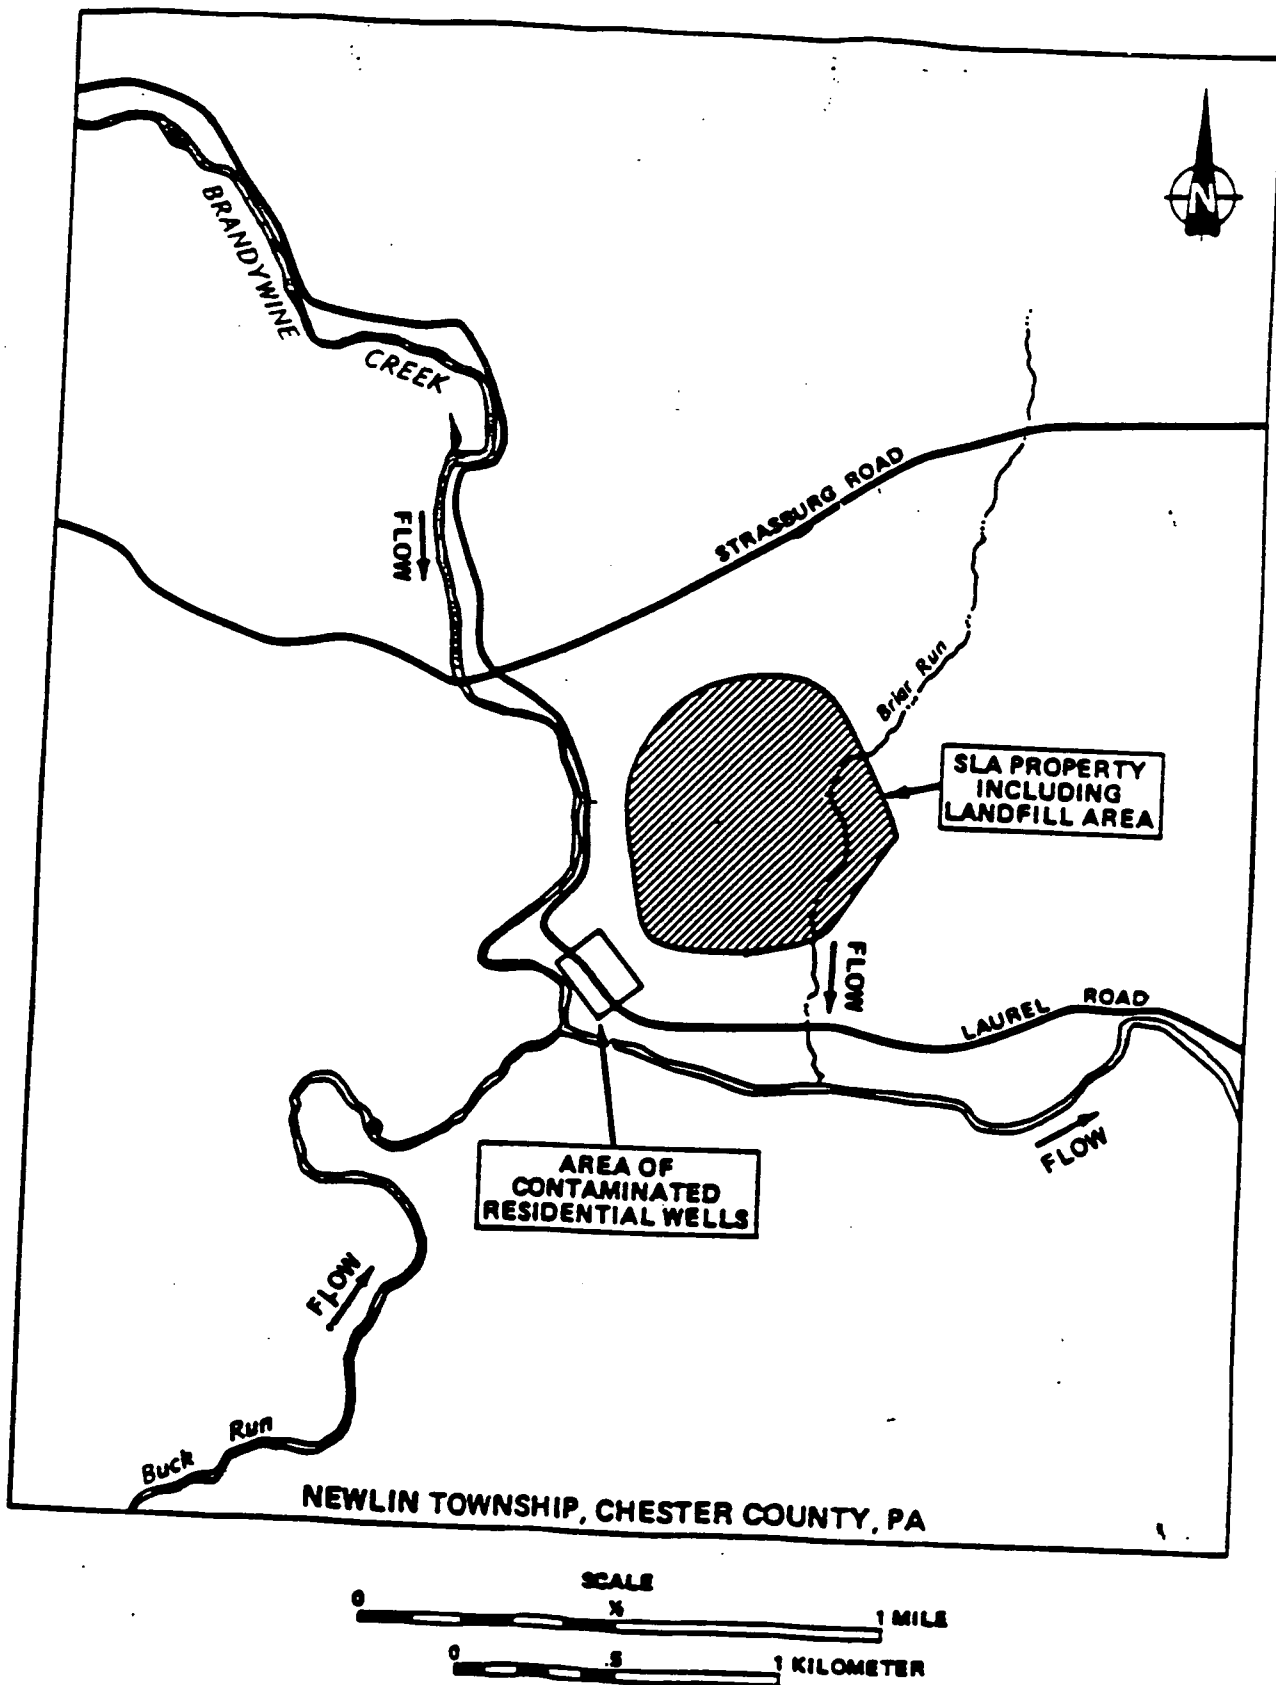 N
BRANDYWINE
CREEK
FLOW
STRASBURG ROAD
Briar Run
SLA PROPERTY
INCLUDING
LANDFILL AREA
FLOW
LAUREL ROAD
FLOW
AREA OF
CONTAMINATED
RESIDENTIAL WELLS
FLOW
Buck Run
NEWLIN TOWNSHIP, CHESTER COUNTY, PA
SCALE
0 ½ 1 MILE
0 .5 1 KILOMETER